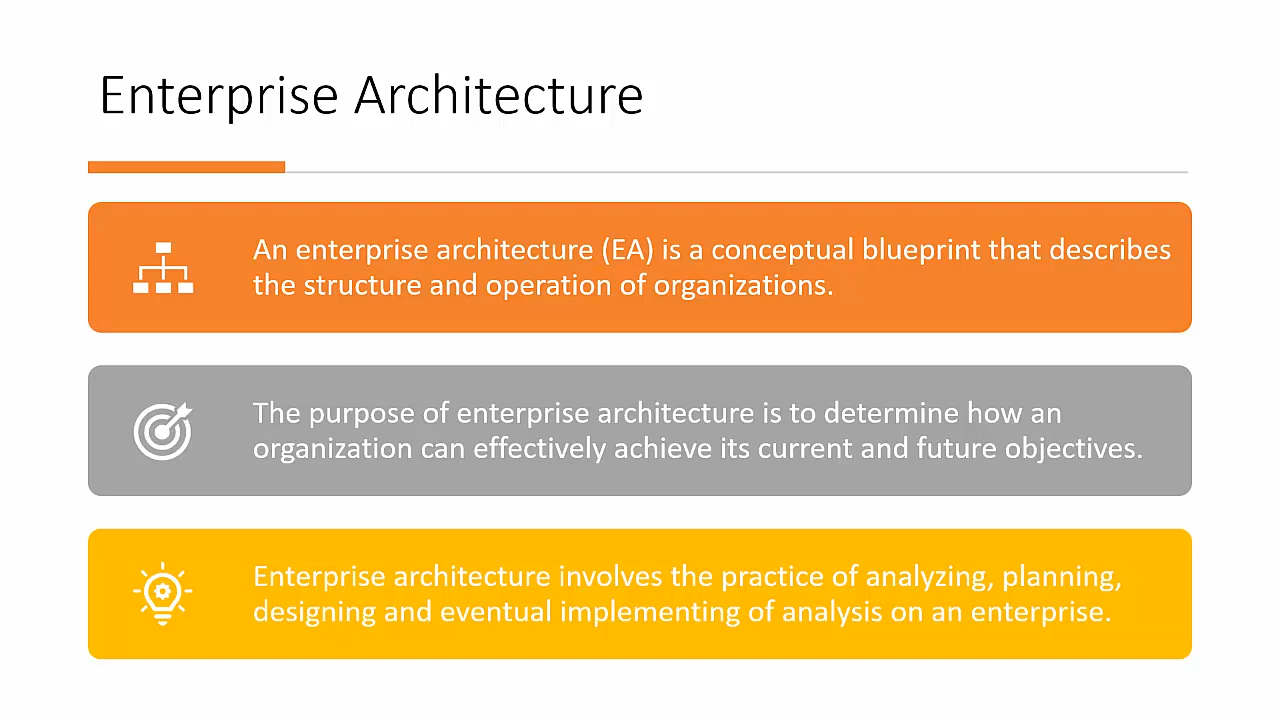 Enterprise Architecture
An enterprise architecture (EA) is a conceptual blueprint that describes
the structure and operation of organizations.
The purpose of enterprise architecture is to determine how an
organization can effectively achieve its current and future objectives.
Enterprise architecture involves the practice of analyzing, planning,
designing and eventual implementing of analysis on an enterprise.